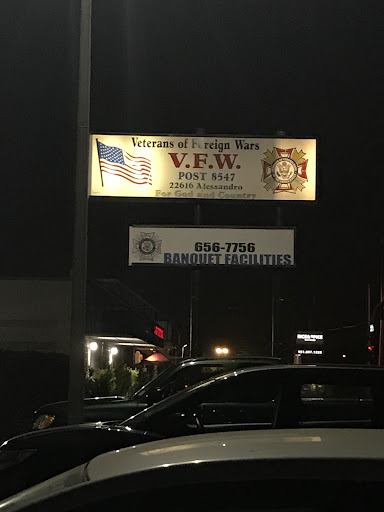 Veterans of Foreign Wars
V.F.W.
POST 8547
22616 Alessandro
For God and Country
656-7756
BANQUET FACILITIES